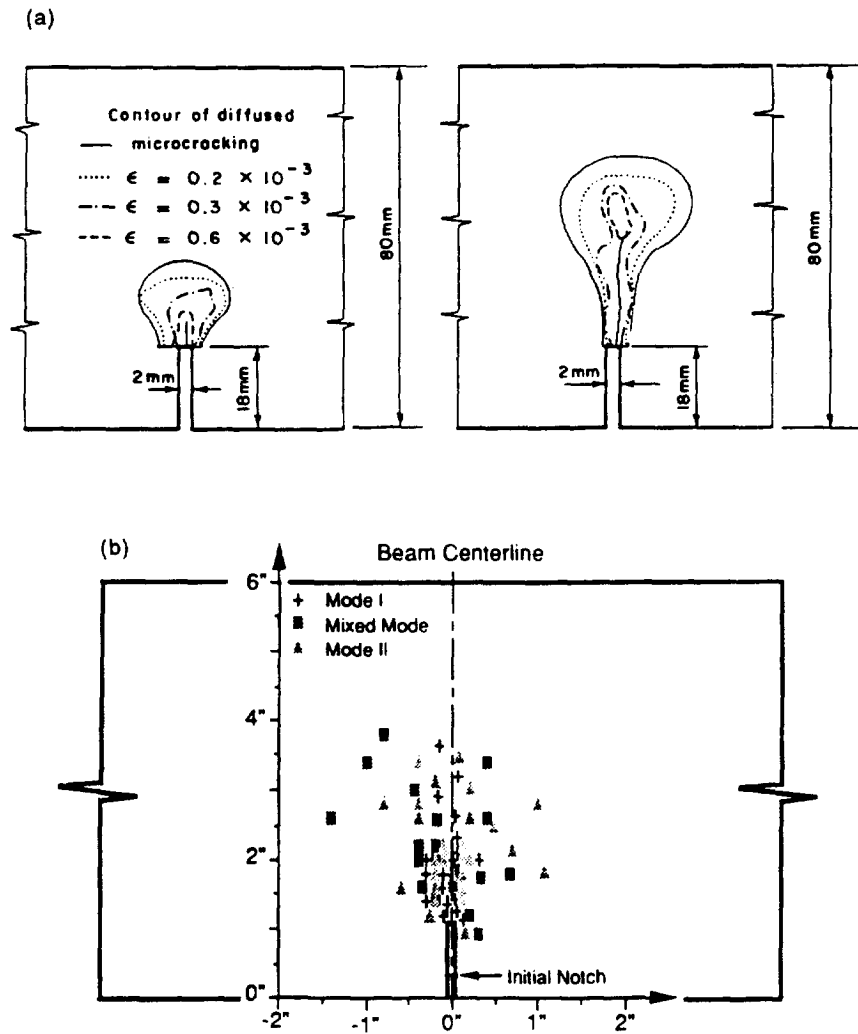 (a)
Contour of diffused
microcracking
ϵ = 0.2 × 10⁻³
ϵ = 0.3 × 10⁻³
ϵ = 0.6 × 10⁻³
80mm
2mm
18mm
80mm
2mm
18mm
(b)
Beam Centerline
6"
Mode I
Mixed Mode
Mode II
4"
2"
Initial Notch
0"
-2"
-1"
0"
1"
2"